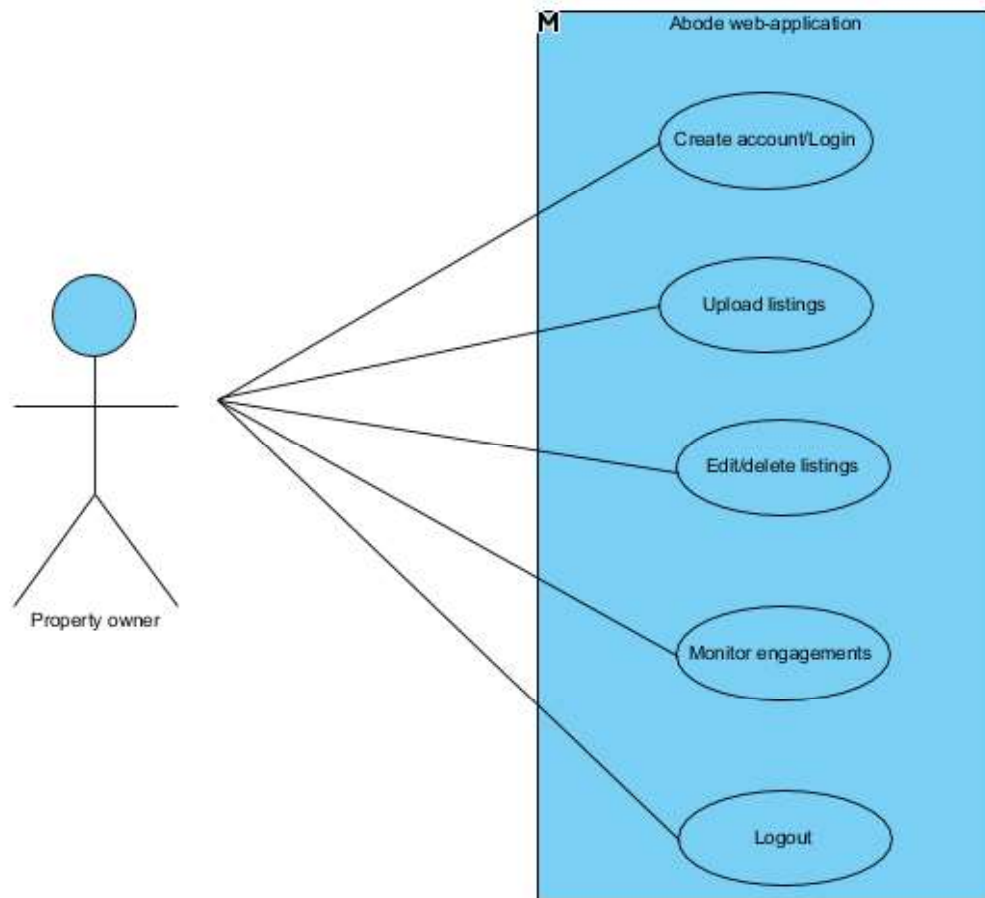 M
Abode web-application
Create account/Login
Upload listings
Edit/delete listings
Monitor engagements
Property owner
Logout